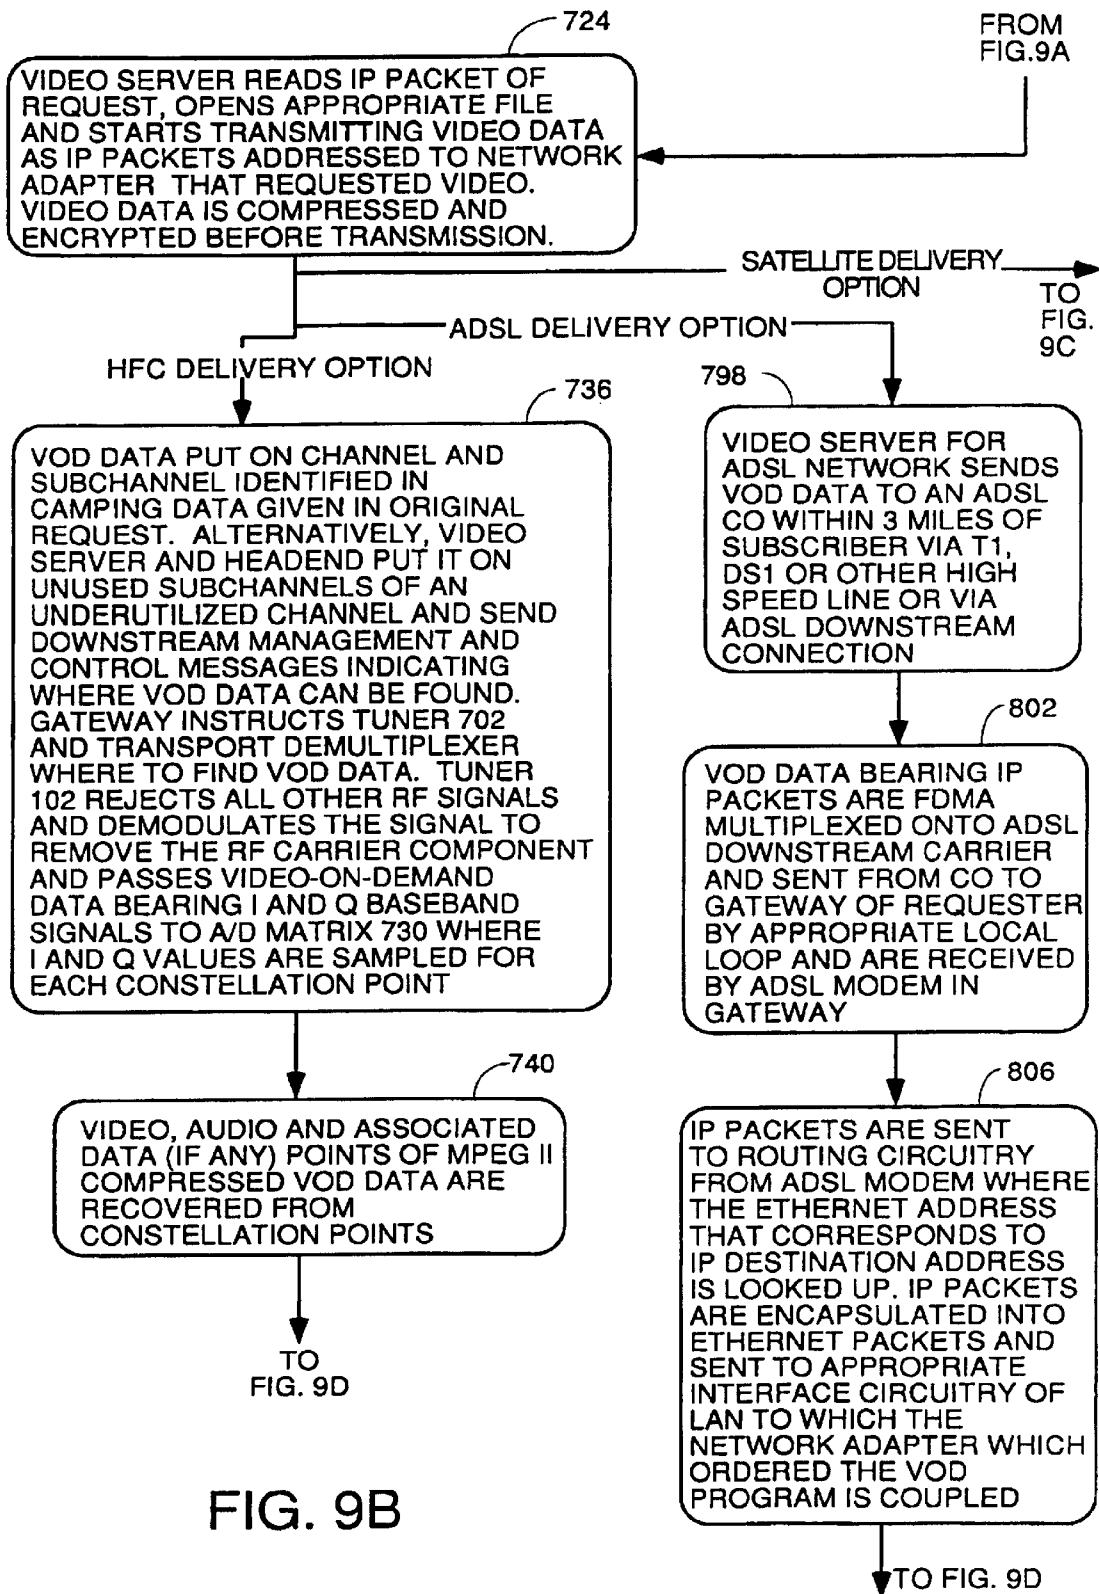 724
FROM
FIG.9A
VIDEO SERVER READS IP PACKET OF
REQUEST, OPENS APPROPRIATE FILE
AND STARTS TRANSMITTING VIDEO DATA
AS IP PACKETS ADDRESSED TO NETWORK
ADAPTER THAT REQUESTED VIDEO.
VIDEO DATA IS COMPRESSED AND
ENCRYPTED BEFORE TRANSMISSION.
SATELLITE DELIVERY
OPTION
TO
FIG.
9C
ADSL DELIVERY OPTION
HFC DELIVERY OPTION
736
VOD DATA PUT ON CHANNEL AND
SUBCHANNEL IDENTIFIED IN
CAMPING DATA GIVEN IN ORIGINAL
REQUEST. ALTERNATIVELY, VIDEO
SERVER AND HEADEND PUT IT ON
UNUSED SUBCHANNELS OF AN
UNDERUTILIZED CHANNEL AND SEND
DOWNSTREAM MANAGEMENT AND
CONTROL MESSAGES INDICATING
WHERE VOD DATA CAN BE FOUND.
GATEWAY INSTRUCTS TUNER 702
AND TRANSPORT DEMULTIPLEXER
WHERE TO FIND VOD DATA. TUNER
102 REJECTS ALL OTHER RF SIGNALS
AND DEMODULATES THE SIGNAL TO
REMOVE THE RF CARRIER COMPONENT
AND PASSES VIDEO-ON-DEMAND
DATA BEARING I AND Q BASEBAND
SIGNALS TO A/D MATRIX 730 WHERE
I AND Q VALUES ARE SAMPLED FOR
EACH CONSTELLATION POINT
740
VIDEO, AUDIO AND ASSOCIATED
DATA (IF ANY) POINTS OF MPEG II
COMPRESSED VOD DATA ARE
RECOVERED FROM
CONSTELLATION POINTS
TO
FIG. 9D
798
VIDEO SERVER FOR
ADSL NETWORK SENDS
VOD DATA TO AN ADSL
CO WITHIN 3 MILES OF
SUBSCRIBER VIA T1,
DS1 OR OTHER HIGH
SPEED LINE OR VIA
ADSL DOWNSTREAM
CONNECTION
802
VOD DATA BEARING IP
PACKETS ARE FDMA
MULTIPLEXED ONTO ADSL
DOWNSTREAM CARRIER
AND SENT FROM CO TO
GATEWAY OF REQUESTER
BY APPROPRIATE LOCAL
LOOP AND ARE RECEIVED
BY ADSL MODEM IN
GATEWAY
806
IP PACKETS ARE SENT
TO ROUTING CIRCUITRY
FROM ADSL MODEM WHERE
THE ETHERNET ADDRESS
THAT CORRESPONDS TO
IP DESTINATION ADDRESS
IS LOOKED UP. IP PACKETS
ARE ENCAPSULATED INTO
ETHERNET PACKETS AND
SENT TO APPROPRIATE
INTERFACE CIRCUITRY OF
LAN TO WHICH THE
NETWORK ADAPTER WHICH
ORDERED THE VOD
PROGRAM IS COUPLED
TO FIG. 9D
FIG. 9B